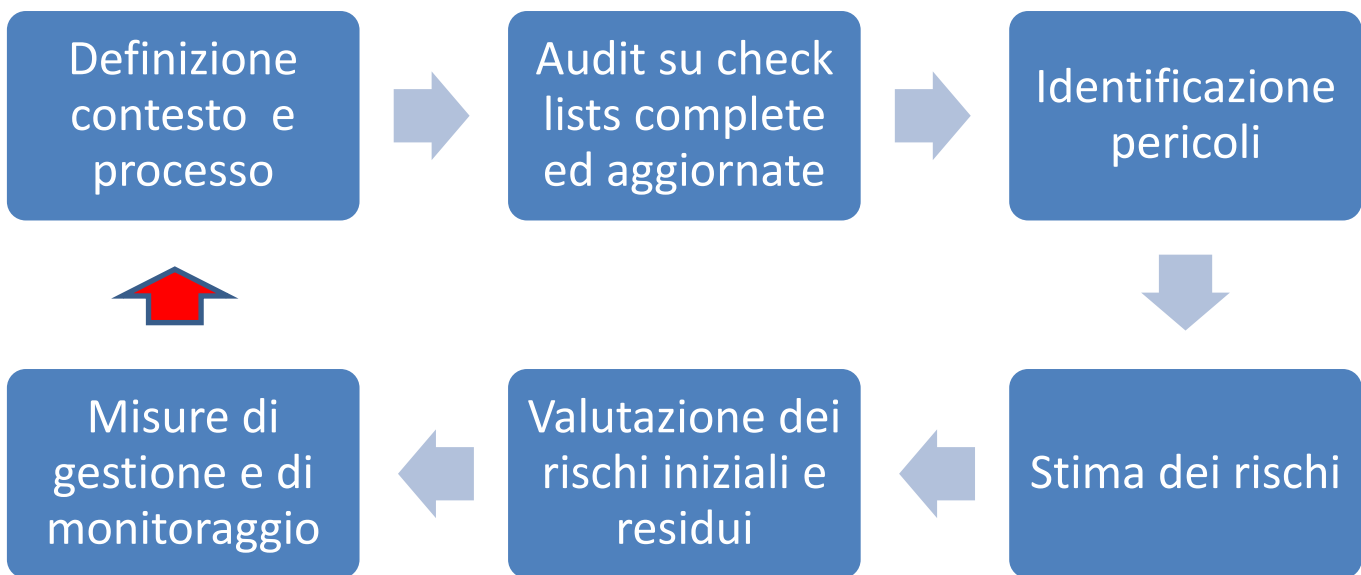 Definizione
contesto e
processo
Audit su check
lists complete
ed aggiornate
Identificazione
pericoli
Misure di
gestione e di
monitoraggio
Valutazione dei
rischi iniziali e
residui
Stima dei rischi